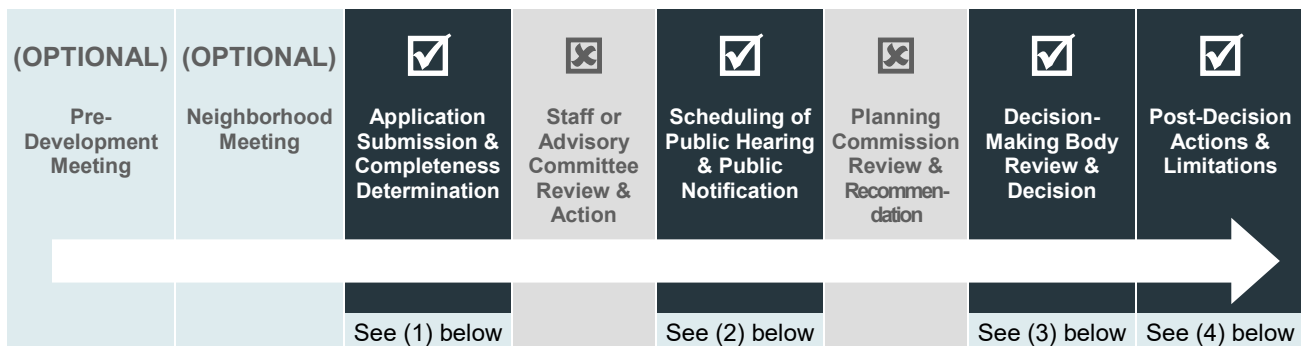 (OPTIONAL)
Pre-
Development
Meeting
(OPTIONAL)
Neighborhood
Meeting
Application
Submission &
Completeness
Determination
See (1) below
Staff or
Advisory
Committee
Review &
Action
Scheduling of
Public Hearing
& Public
Notification
See (2) below
Planning
Commission
Review &
Recommen-
dation
Decision-
Making Body
Review &
Decision
See (3) below
Post-Decision
Actions &
Limitations
See (4) below